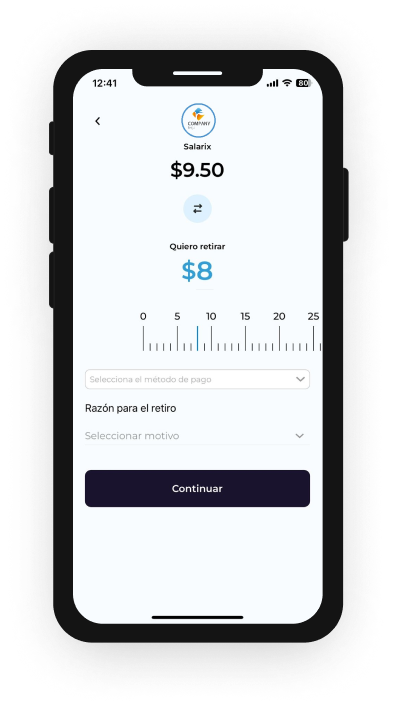 12:41
80
COMPANY
Salarix
$9.50
Quiero retirar
$8
0 5 10 15 20 25
Selecciona el método de pago
Razón para el retiro
Seleccionar motivo
Continuar